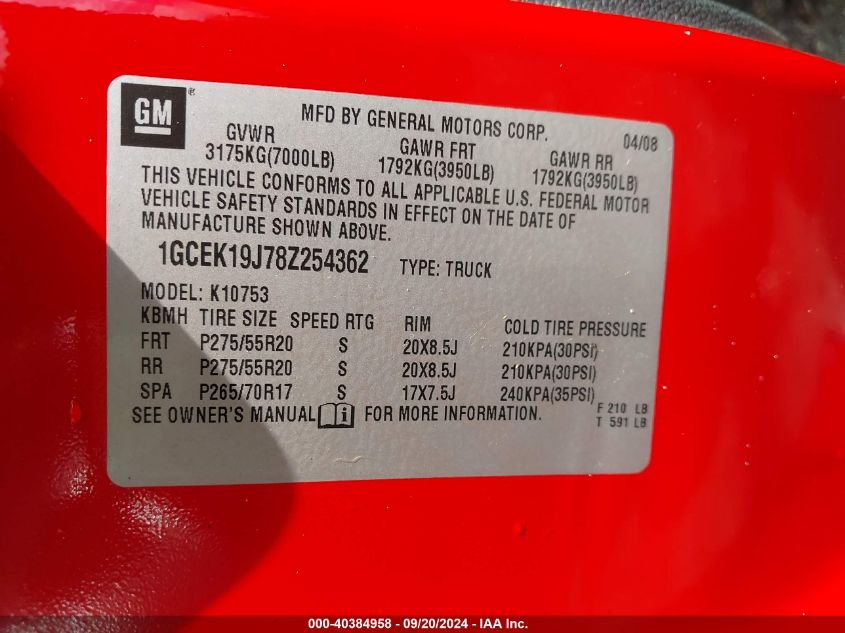 GM®
MFD BY GENERAL MOTORS CORP. 04/08
GVWR GAWR FRT GAWR RR
3175KG(7000LB) 1792KG(3950LB) 1792KG(3950LB)
THIS VEHICLE CONFORMS TO ALL APPLICABLE U.S. FEDERAL MOTOR
VEHICLE SAFETY STANDARDS IN EFFECT ON THE DATE OF
MANUFACTURE SHOWN ABOVE.
1GCEK19J78Z254362 TYPE: TRUCK
MODEL: K10753
KBMH TIRE SIZE SPEED RTG RIM COLD TIRE PRESSURE
FRT P275/55R20 S 20X8.5J 210KPA(30PSI)
RR P275/55R20 S 20X8.5J 210KPA(30PSI)
SPA P265/70R17 S 17X7.5J 240KPA(35PSI)
SEE OWNER'S MANUAL i FOR MORE INFORMATION.
F 210 LB
T 591 LB
000-40384958 - 09/20/2024 - IAA Inc.